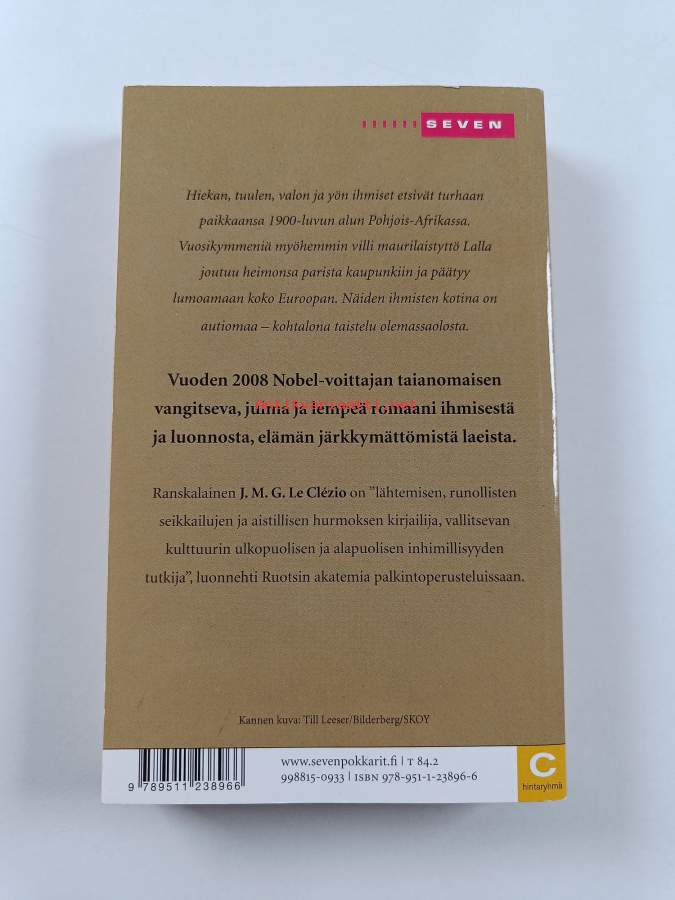 SEVEN
Hiekan, tuulen, valon ja yön ihmiset etsivät turhaan
paikkaansa 1900-luvun alun Pohjois-Afrikassa.
Vuosikymmeniä myöhemmin villi maurilaistyttö Lalla
joutuu heimonsa parista kaupunkiin ja päätyy
lumoamaan koko Euroopan. Näiden ihmisten kotina on
autiomaa – kohtalona taistelu olemassaolosta.
Vuoden 2008 Nobel-voittajan taianomaisen
vangitseva, julma ja lempeä romaani ihmisestä
ja luonnosta, elämän järkkymättömistä laeista.
Ranskalainen J. M. G. Le Clézio on ”lähtemisen, runollisten
seikkailujen ja aistillisen hurmoksen kirjailija, vallitsevan
kulttuurin ulkopuolisen ja alapuolisen inhimillisyyden
tutkija”, luonnehti Ruotsin akatemia palkintoperusteluissaan.
Kannen kuva: Till Leeser/Bilderberg/SKOY
www.sevenpokkarit.fi | T 84.2
998815-0933 | ISBN 978-951-1-23896-6
9 789511 238966
C
hintaryhmä